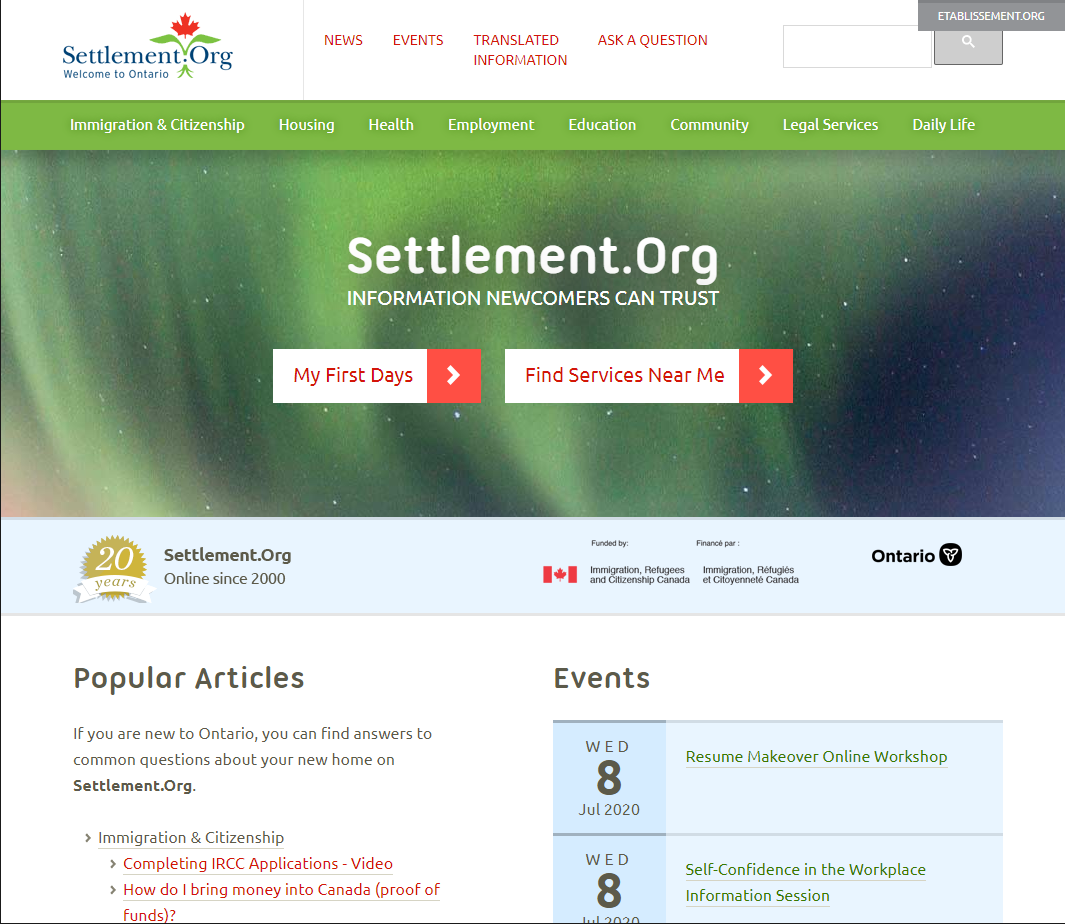 ETABLISSEMENT.ORG
Settlement.Org
Welcome to Ontario
NEWS
EVENTS
TRANSLATED
INFORMATION
ASK A QUESTION
Immigration & Citizenship
Housing
Health
Employment
Education
Community
Legal Services
Daily Life
Settlement.Org
INFORMATION NEWCOMERS CAN TRUST
My First Days
Find Services Near Me
20
years
Settlement.Org
Online since 2000
Funded by:
Immigration, Refugees
and Citizenship Canada
Financé par :
Immigration, Réfugiés
et Citoyenneté Canada
Ontario
Popular Articles
If you are new to Ontario, you can find answers to
common questions about your new home on
Settlement.Org.
Immigration & Citizenship
Completing IRCC Applications - Video
How do I bring money into Canada (proof of
funds)?
Events
WED
8
Jul 2020
Resume Makeover Online Workshop
WED
8
Jul 2020
Self-Confidence in the Workplace
Information Session